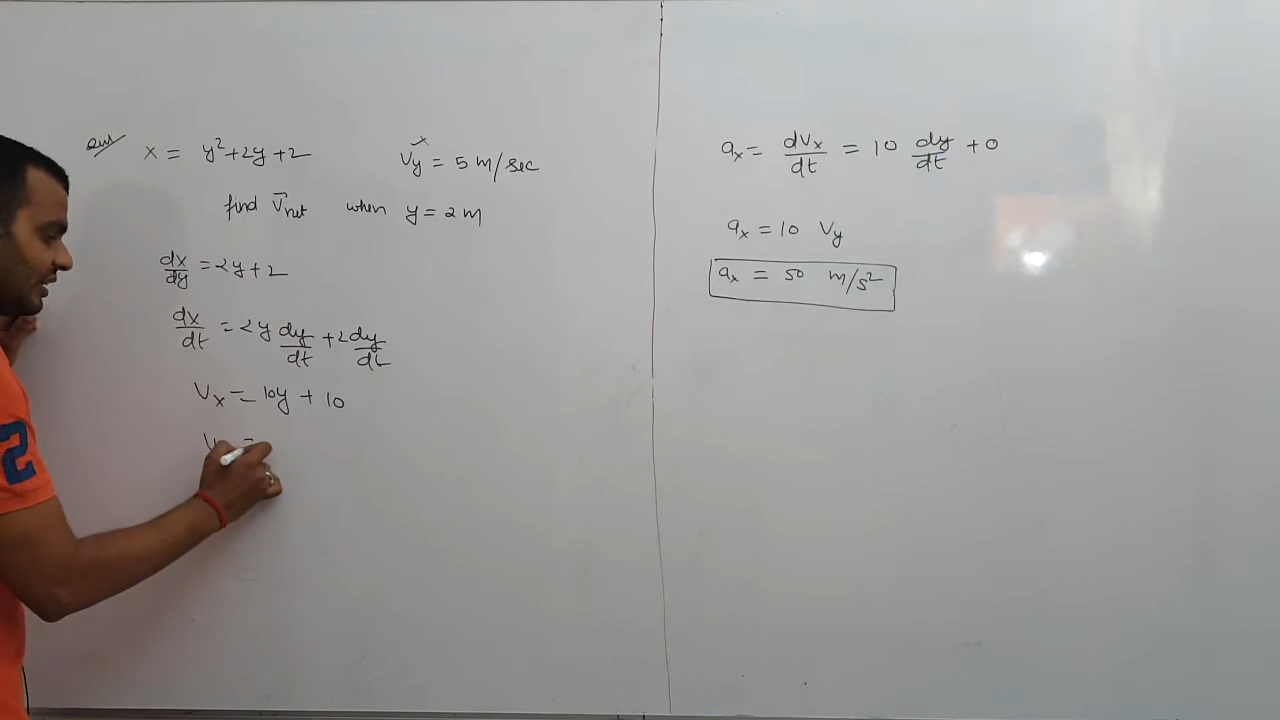 Que x = y²+2y+2 Vy = 5 m/sec
find V̄net when y = 2 m
dx/dy = 2y+2
dx/dt = 2y dy/dt + 2 dy/dt
Vx = 10y + 10
V =
ax = dVx/dt = 10 dy/dt + 0
ax = 10 Vy
ax = 50 m/s²
2